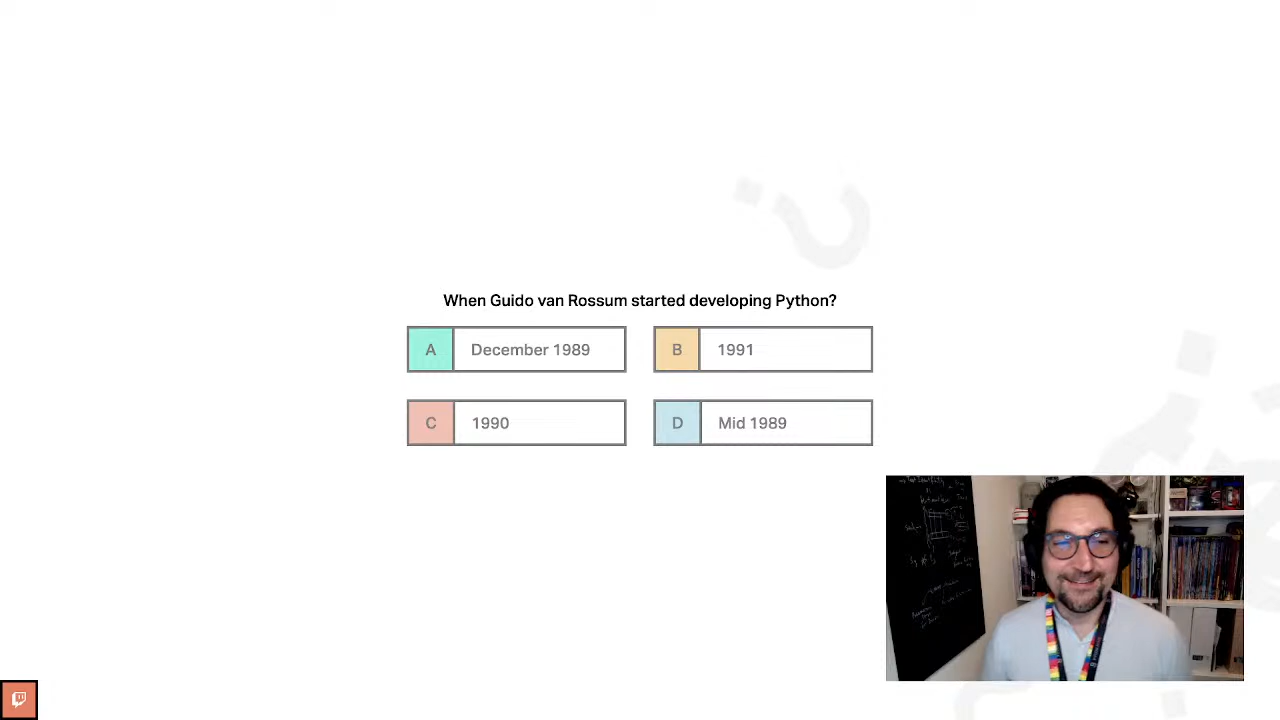 When Guido van Rossum started developing Python?
A December 1989
B 1991
C 1990
D Mid 1989